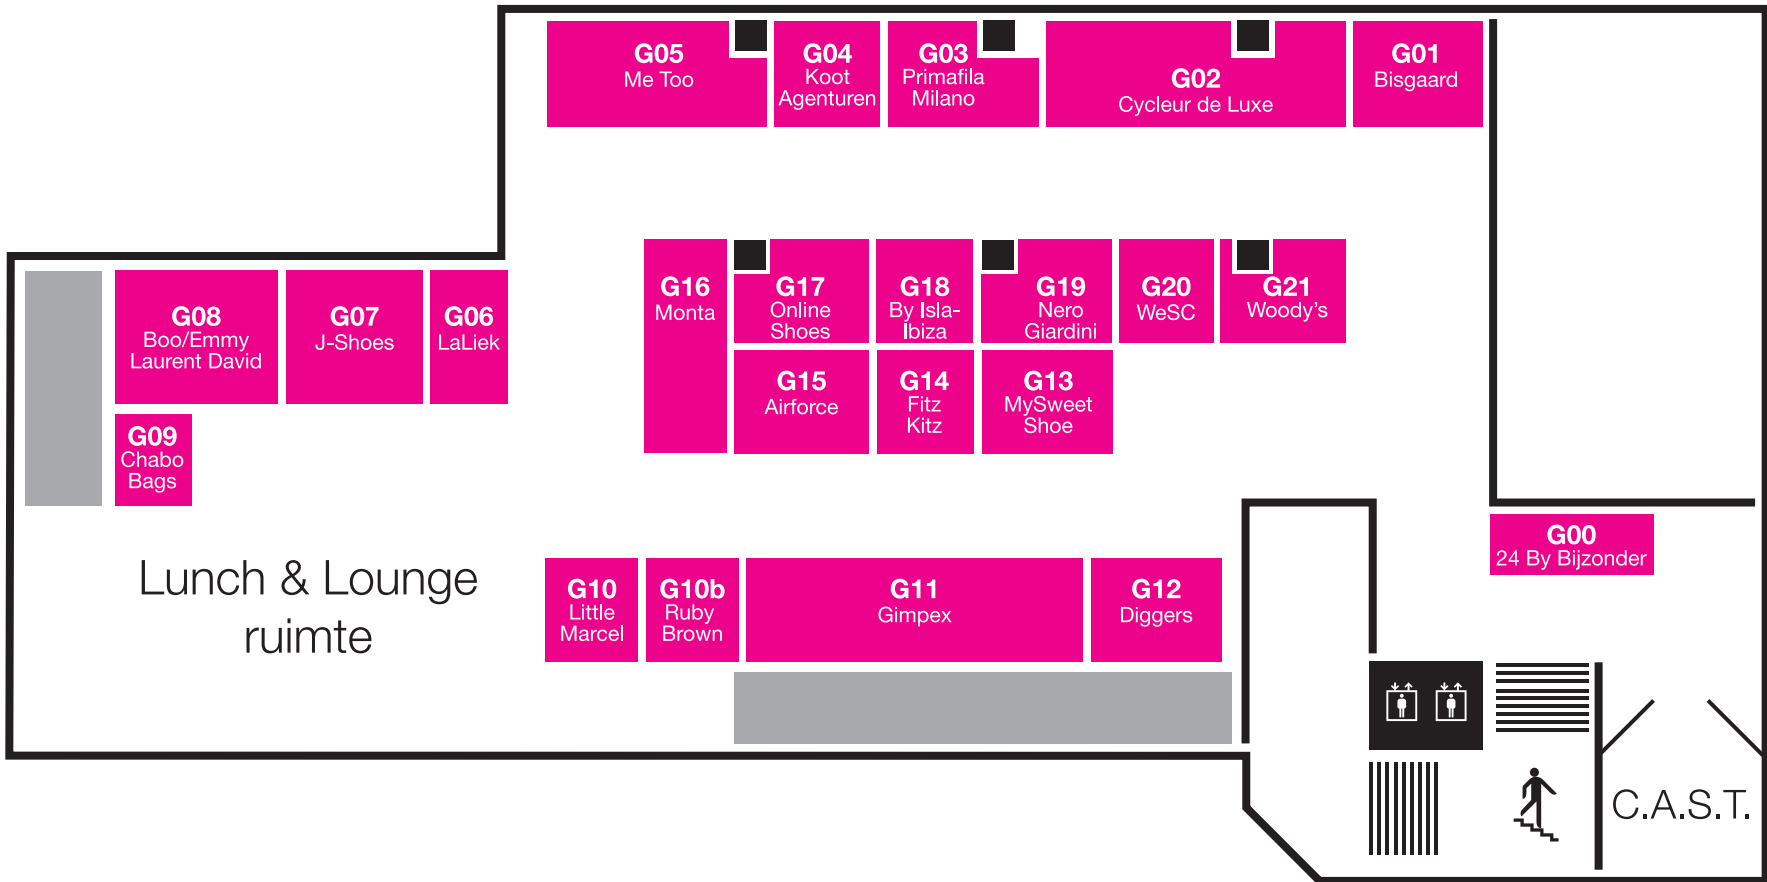 G05
Me Too
G04
Koot
Agenturen
G03
Primafila
Milano
G02
Cycleur de Luxe
G01
Bisgaard
G08
Boo/Emmy
Laurent David
G07
J-Shoes
G06
LaLiek
G16
Monta
G17
Online
Shoes
G18
By Isla-
Ibiza
G19
Nero
Giardini
G20
WeSC
G21
Woody's
G15
Airforce
G14
Fitz
Kitz
G13
MySweet
Shoe
G09
Chabo
Bags
G00
24 By Bijzonder
Lunch & Lounge
ruimte
G10
Little
Marcel
G10b
Ruby
Brown
G11
Gimpex
G12
Diggers
C.A.S.T.